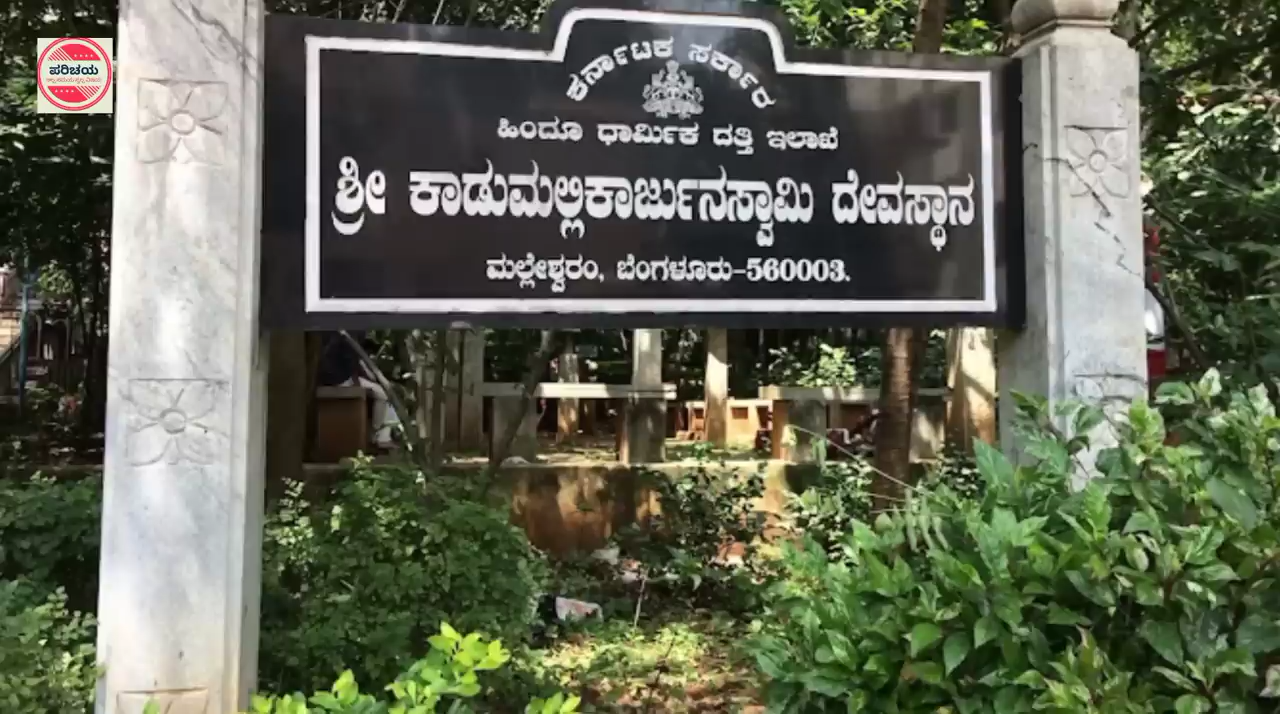 ಪರಿಚಯ
ಕರ್ನಾಟಕ ಸರ್ಕಾರ
ಹಿಂದೂ ಧಾರ್ಮಿಕ ದತ್ತಿ ಇಲಾಖೆ
ಶ್ರೀ ಕಾಡುಮಲ್ಲಿಕಾರ್ಜುನಸ್ವಾಮಿ ದೇವಸ್ಥಾನ
ಮಲ್ಲೇಶ್ವರಂ, ಬೆಂಗಳೂರು-560003.